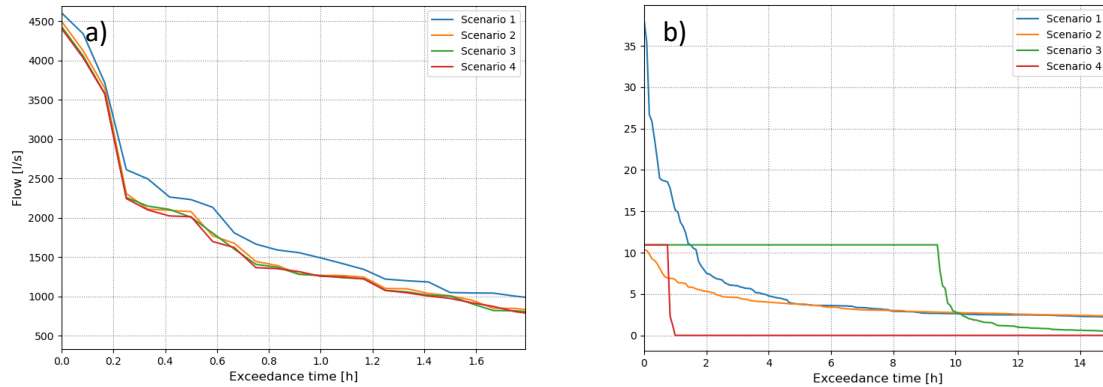 a)
Scenario 1
Scenario 2
Scenario 3
Scenario 4
4500
4000
3500
3000
2500
2000
1500
1000
500
Flow [l/s]
0.0 0.2 0.4 0.6 0.8 1.0 1.2 1.4 1.6
Exceedance time [h]
b)
Scenario 1
Scenario 2
Scenario 3
Scenario 4
35
30
25
20
15
10
5
0
0 2 4 6 8 10 12 14
Exceedance time [h]